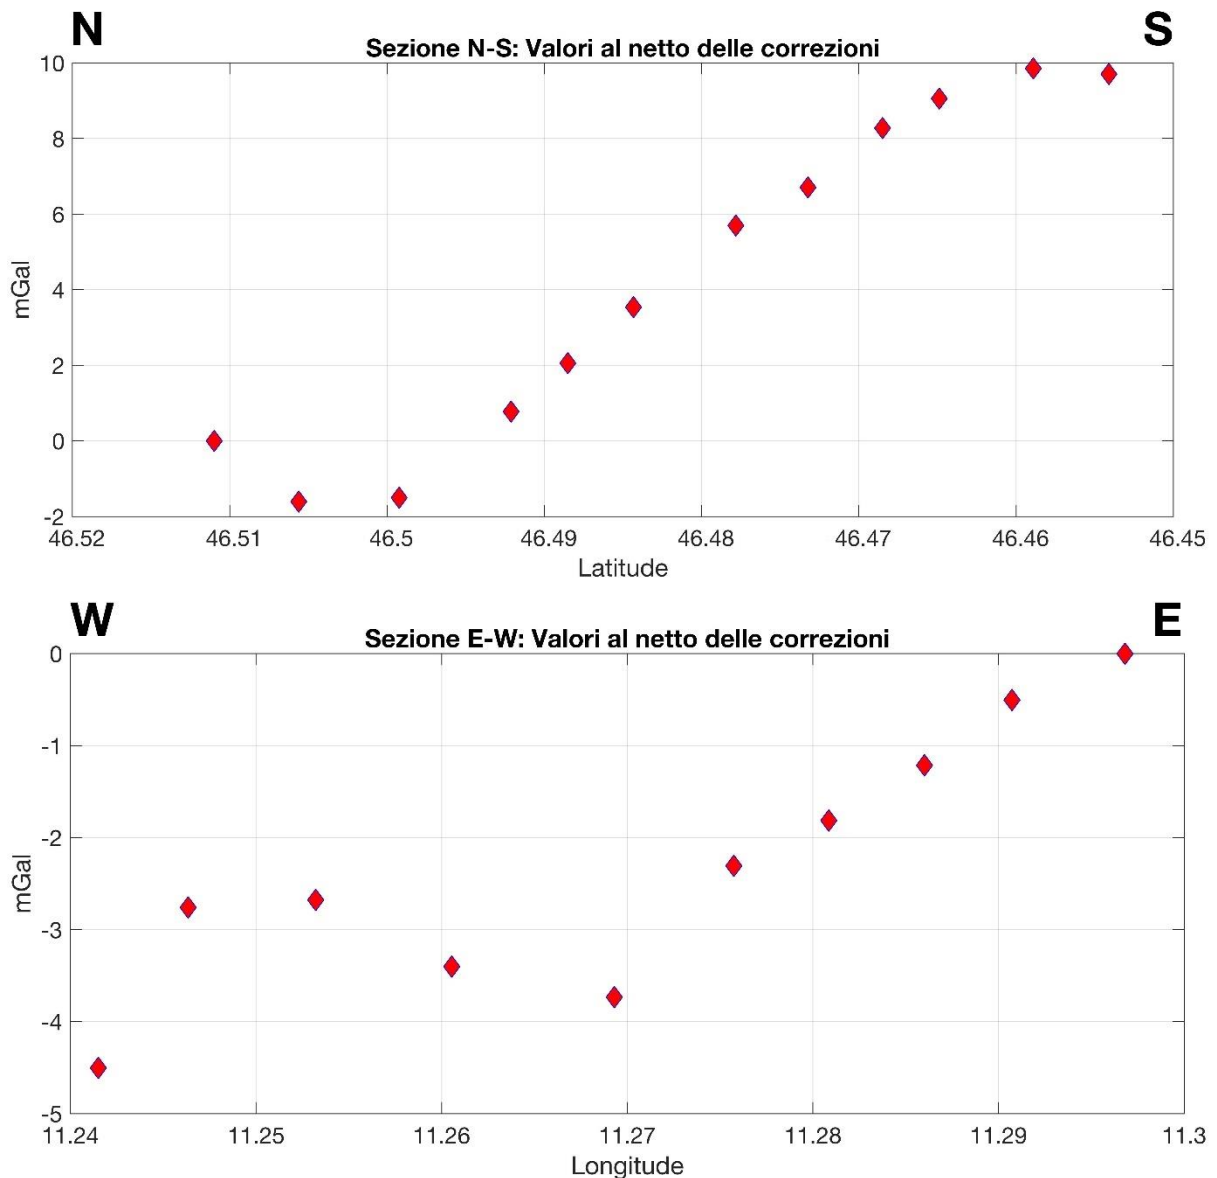 N S
Sezione N-S: Valori al netto delle correzioni
10
8
6
4
2
0
-2
mGal
46.52 46.51 46.5 46.49 46.48 46.47 46.46 46.45
Latitude
W E
Sezione E-W: Valori al netto delle correzioni
0
-1
-2
-3
-4
-5
mGal
11.24 11.25 11.26 11.27 11.28 11.29 11.3
Longitude